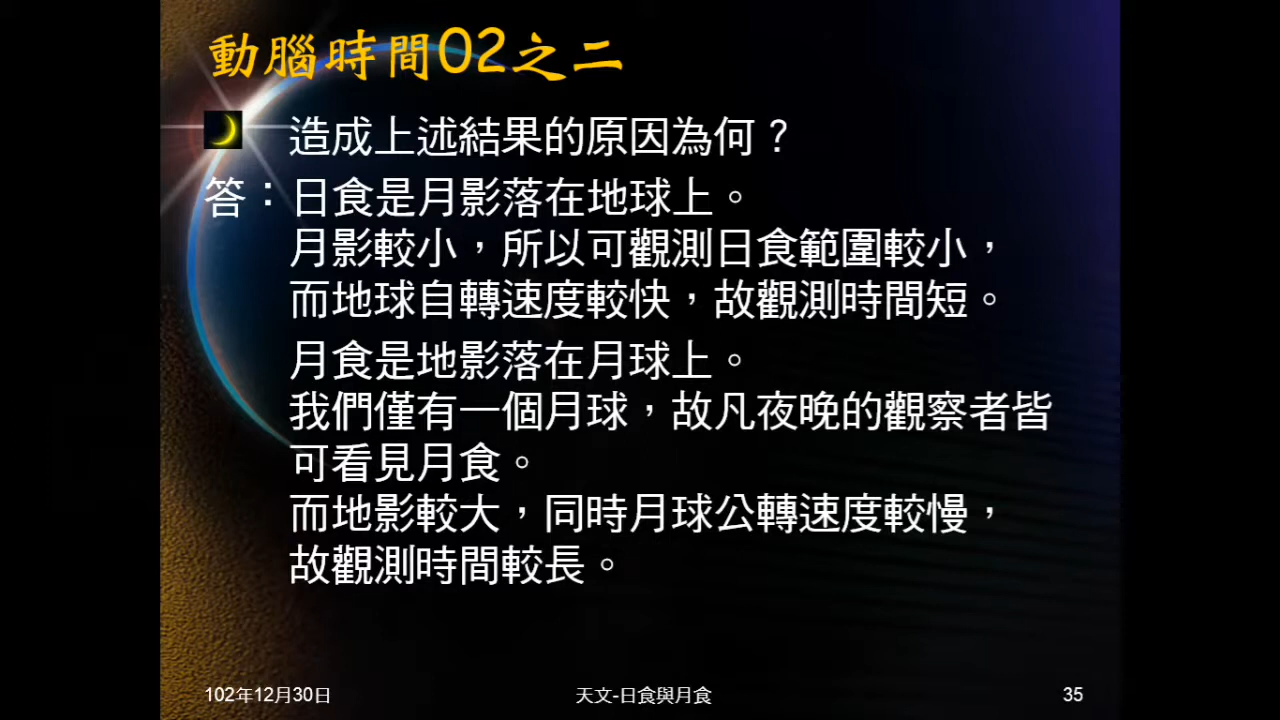 動腦時間02之二
造成上述結果的原因為何？
答：日食是月影落在地球上。
月影較小，所以可觀測日食範圍較小，
而地球自轉速度較快，故觀測時間短。
月食是地影落在月球上。
我們僅有一個月球，故凡夜晚的觀察者皆
可看見月食。
而地影較大，同時月球公轉速度較慢，
故觀測時間較長。
102年12月30日
天文-日食與月食
35